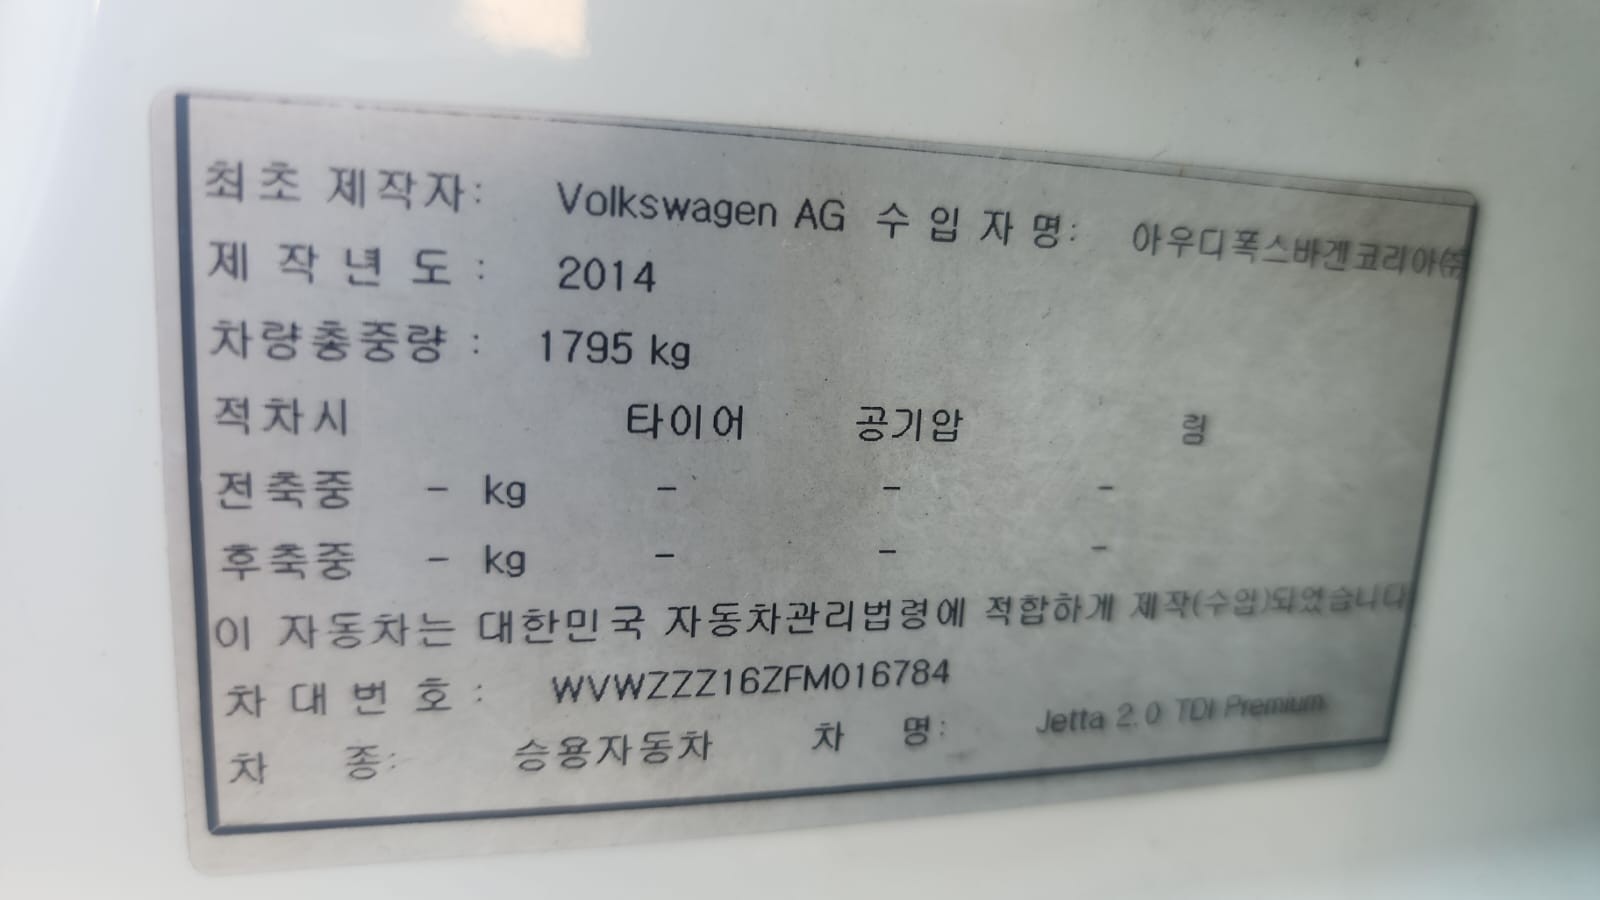 최초 제작자: Volkswagen AG 수 입 자 명: 아우디폭스바겐코리아㈜
제 작 년 도 : 2014
차량총중량 : 1795 kg
적차시 타이어 공기압 림
전축중 - kg - - -
후축중 - kg - - -
이 자동차는 대한민국 자동차관리법령에 적합하게 제작(수입)되었습니다
차 대 번 호 : WVWZZZ16ZFM016784
차 종: 승용자동차 차 명: Jetta 2.0 TDI Premium